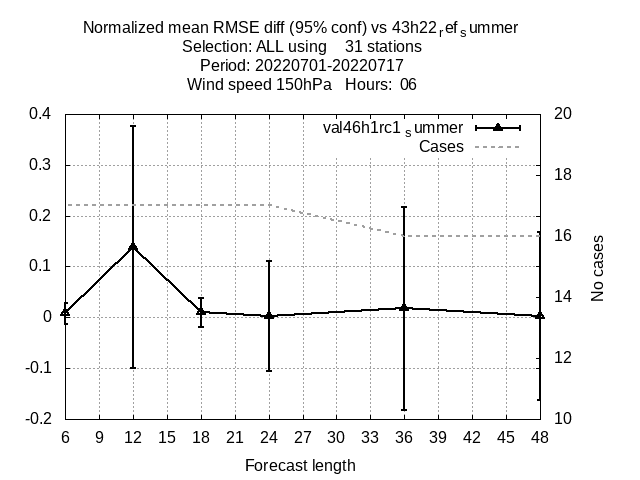 Normalized mean RMSE diff (95% conf) vs 43h22refsummer
Selection: ALL using 31 stations
Period: 20220701-20220717
Wind speed 150hPa Hours: 06
val46h1rc1summer
Cases
0.4
0.3
0.2
0.1
0
-0.1
-0.2
20
18
16
14
12
10
No cases
6 9 12 15 18 21 24 27 30 33 36 39 42 45 48
Forecast length